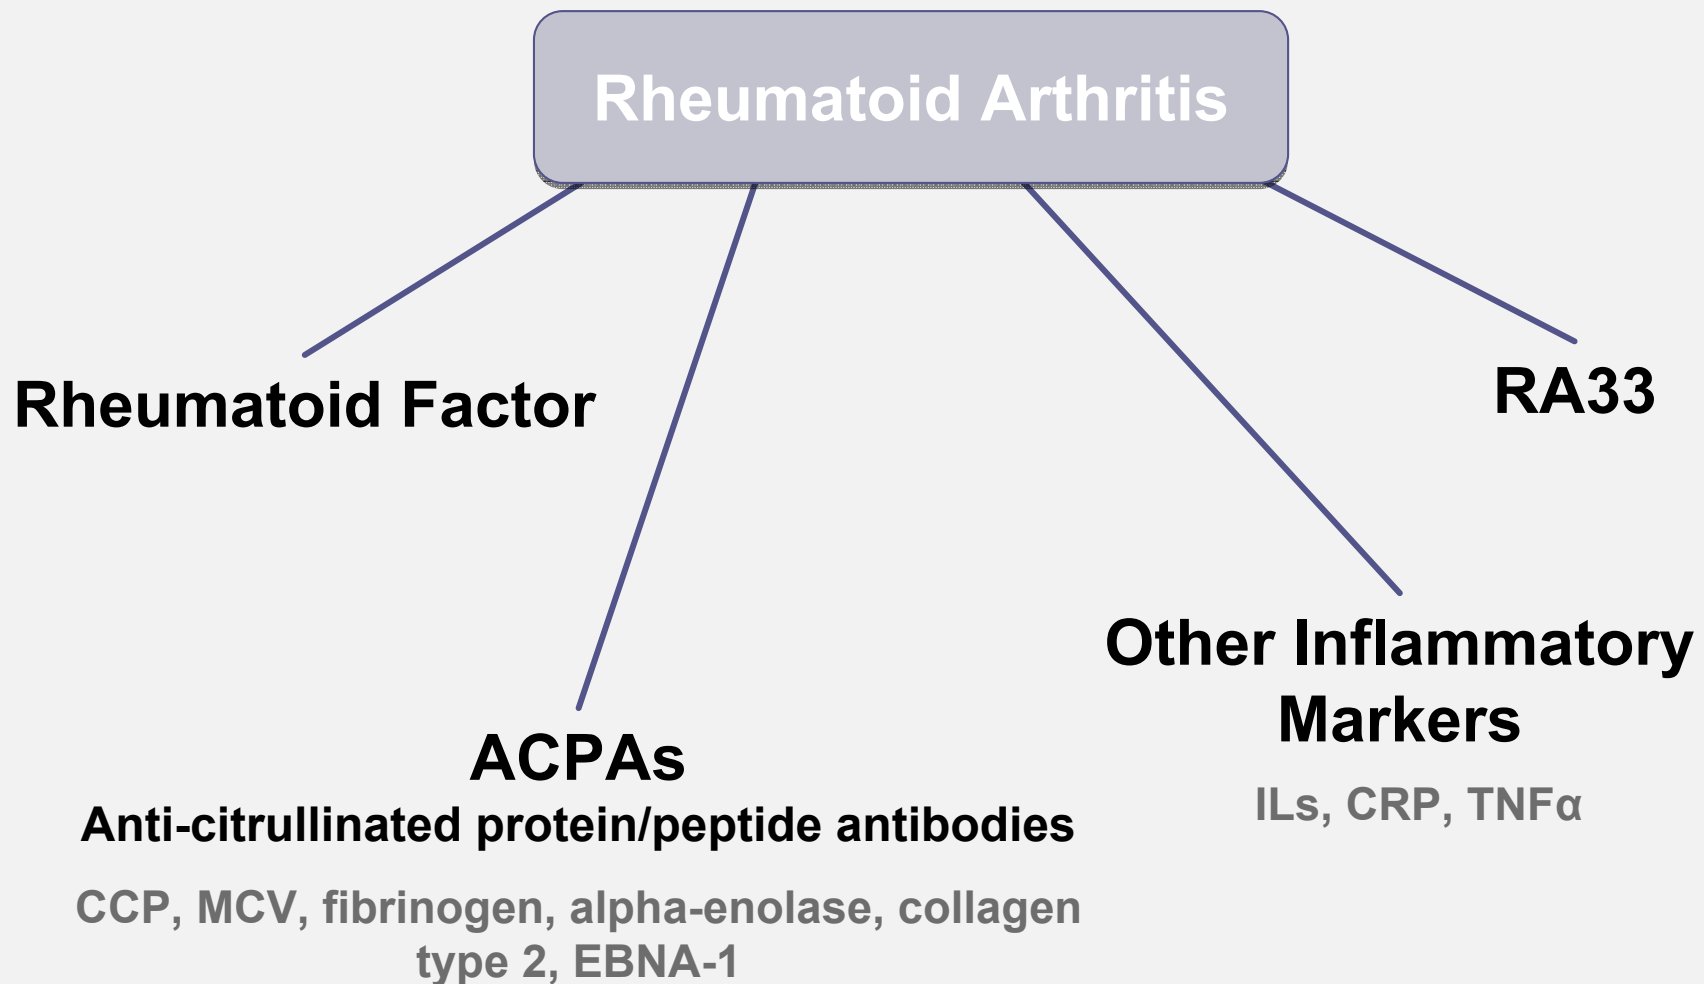 Rheumatoid Arthritis
Rheumatoid Factor
RA33
ACPAs
Anti-citrullinated protein/peptide antibodies
CCP, MCV, fibrinogen, alpha-enolase, collagen
type 2, EBNA-1
Other Inflammatory
Markers
ILs, CRP, TNFα